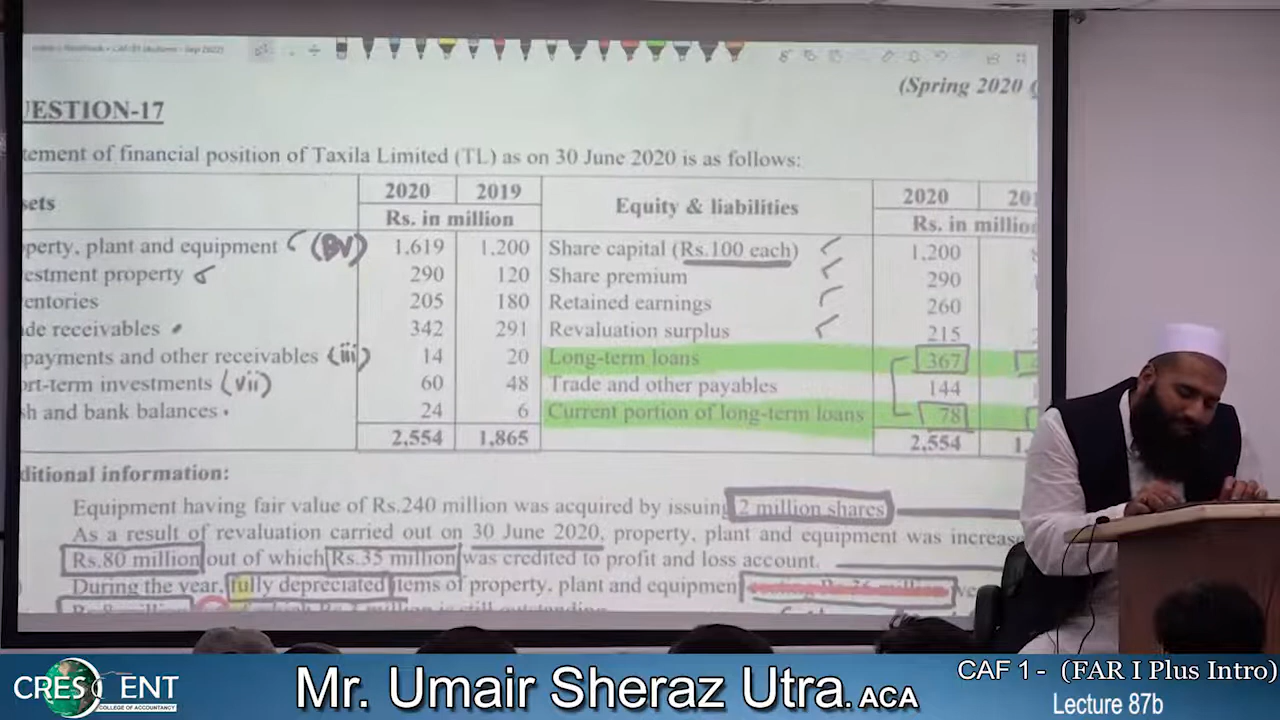 (Spring 2020
UESTION-17
tement of financial position of Taxila Limited (TL) as on 30 June 2020 is as follows:
sets 2020 2019 Equity & liabilities 2020 20
Rs. in million Rs. in million
perty, plant and equipment (BV) 1,619 1,200 Share capital (Rs.100 each) 1,200
estment property 290 120 Share premium 290
entories 205 180 Retained earnings 260
de receivables 342 291 Revaluation surplus 215
payments and other receivables (iii) 14 20 Long-term loans 367
ort-term investments (vii) 60 48 Trade and other payables 144
sh and bank balances 24 6 Current portion of long-term loans 78
2,554 1,865 2,554 1,
ditional information:
Equipment having fair value of Rs.240 million was acquired by issuing 2 million shares
As a result of revaluation carried out on 30 June 2020, property, plant and equipment was increase
Rs.80 million out of which Rs.35 million was credited to profit and loss account.
During the year, fully depreciated items of property, plant and equipmen
is still outstanding
CRESCENT
COLLEGE OF ACCOUNTANCY
Mr. Umair Sheraz Utra. ACA
CAF 1 - (FAR I Plus Intro)
Lecture 87b